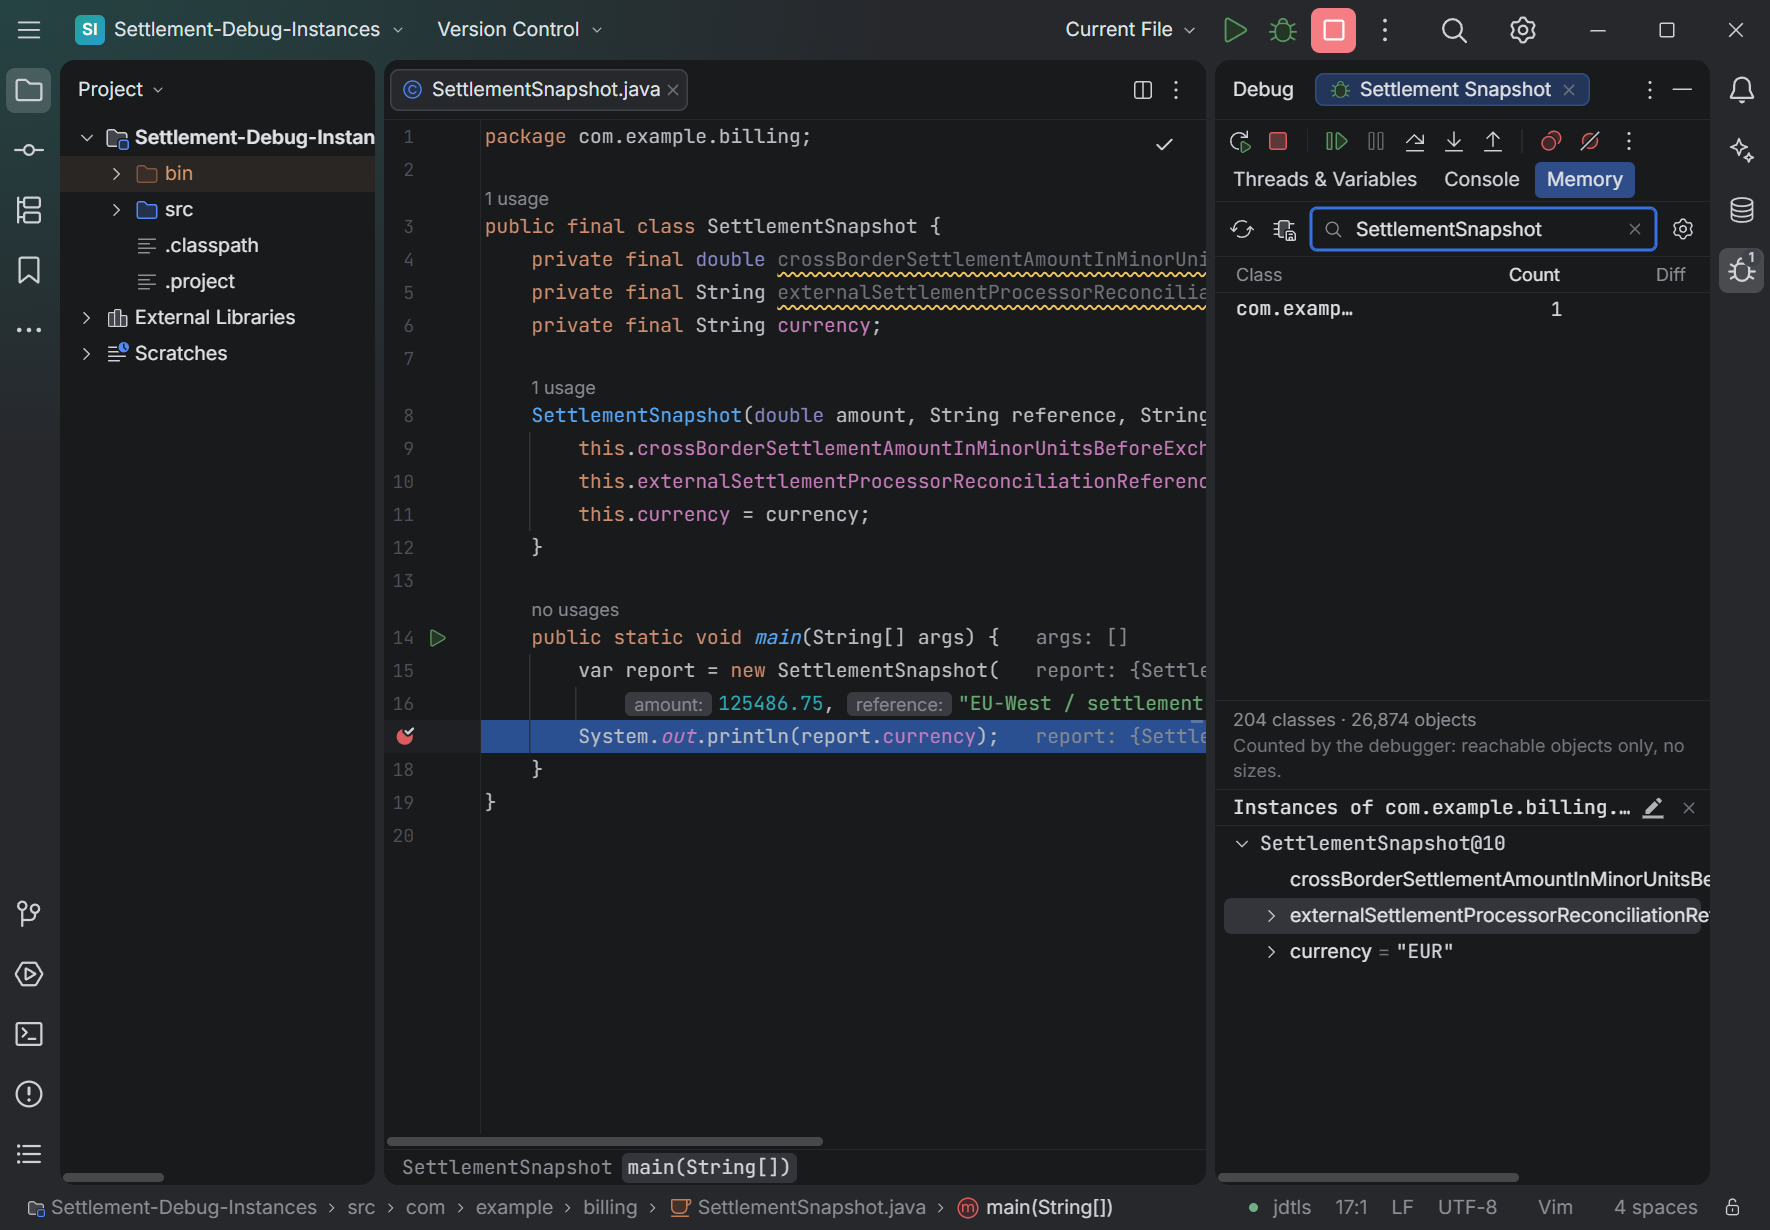 SI Settlement-Debug-Instances
Version Control
Current File
Project
Settlement-Debug-Instan
bin
src
.classpath
.project
External Libraries
Scratches
SettlementSnapshot.java
1 package com.example.billing;
2
1 usage
3 public final class SettlementSnapshot {
4 private final double crossBorderSettlementAmountInMinorUni
5 private final String externalSettlementProcessorReconcilia
6 private final String currency;
7
1 usage
8 SettlementSnapshot(double amount, String reference, String
9 this.crossBorderSettlementAmountInMinorUnitsBeforeExch
10 this.externalSettlementProcessorReconciliationReferenc
11 this.currency = currency;
12 }
13
no usages
14 public static void main(String[] args) { args: []
15 var report = new SettlementSnapshot( report: {Settle
16 amount: 125486.75, reference: "EU-West / settlement
System.out.println(report.currency); report: {Settle
18 }
19 }
20
SettlementSnapshot main(String[])
Debug
Settlement Snapshot
Threads & Variables
Console
Memory
SettlementSnapshot
Class Count Diff
com.examp… 1
204 classes · 26,874 objects
Counted by the debugger: reachable objects only, no
sizes.
Instances of com.example.billing.…
SettlementSnapshot@10
crossBorderSettlementAmountInMinorUnitsBe
externalSettlementProcessorReconciliationRe
currency = "EUR"
1
Settlement-Debug-Instances › src › com › example › billing › SettlementSnapshot.java › main(String[])
jdtls 17:1 LF UTF-8 Vim 4 spaces